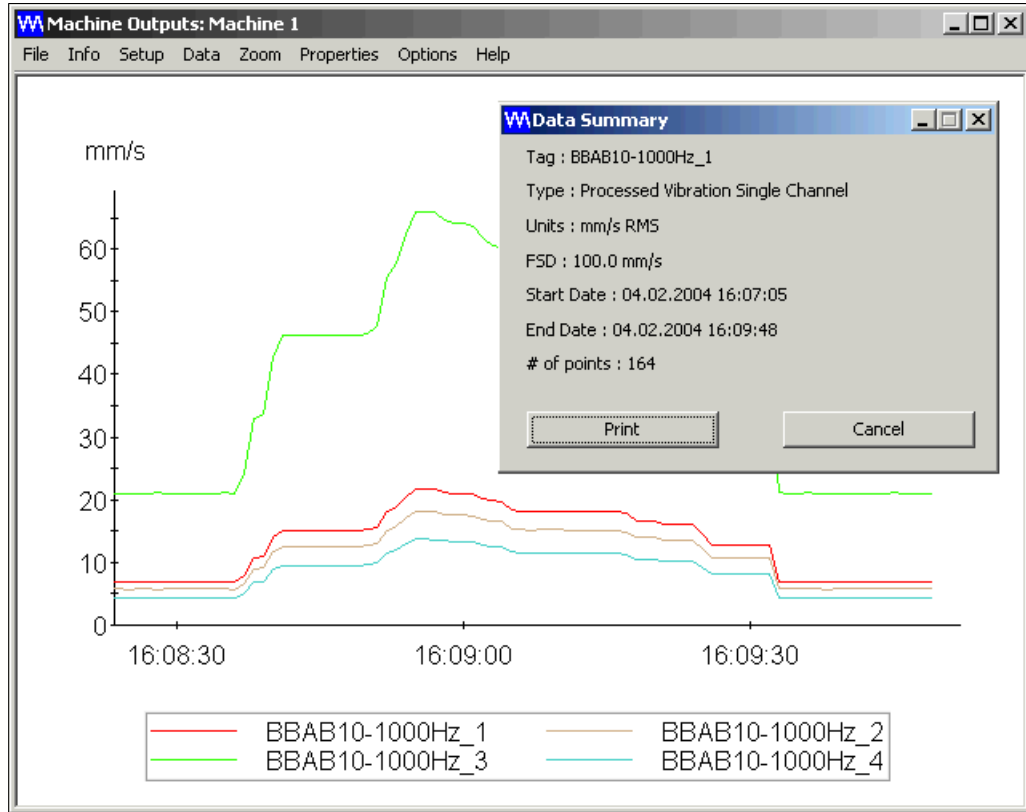 Machine Outputs: Machine 1
File Info Setup Data Zoom Properties Options Help
mm/s
60
50
40
30
20
10
0
16:08:30 16:09:00 16:09:30
BBAB10-1000Hz_1 BBAB10-1000Hz_2
BBAB10-1000Hz_3 BBAB10-1000Hz_4
Data Summary
Tag : BBAB10-1000Hz_1
Type : Processed Vibration Single Channel
Units : mm/s RMS
FSD : 100.0 mm/s
Start Date : 04.02.2004 16:07:05
End Date : 04.02.2004 16:09:48
# of points : 164
Print Cancel